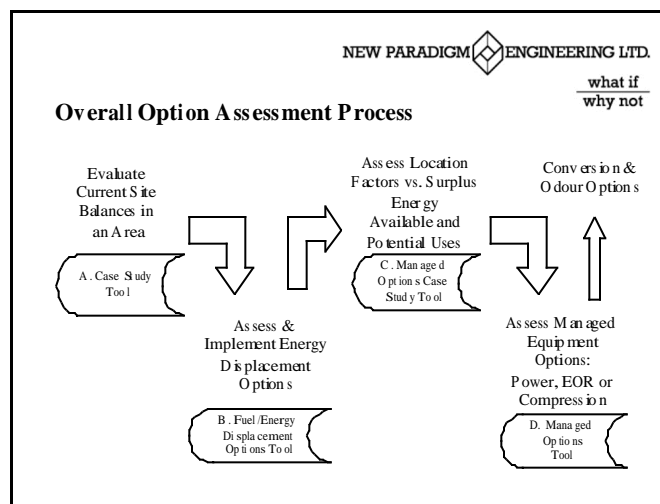 NEW PARADIGM ENGINEERING LTD.
what if
why not
Overall Option Assessment Process
Evaluate
Current Site
Balances in
an Area
A. Case Study
Tool
Assess &
Implement Energy
Displacement
Options
B. Fuel/Energy
Displacement
Options Tool
Assess Location
Factors vs. Surplus
Energy
Available and
Potential Uses
C. Managed
Options Case
Study Tool
Conversion &
Odour Options
Assess Managed
Equipment
Options:
Power, EOR or
Compression
D. Managed
Options
Tool